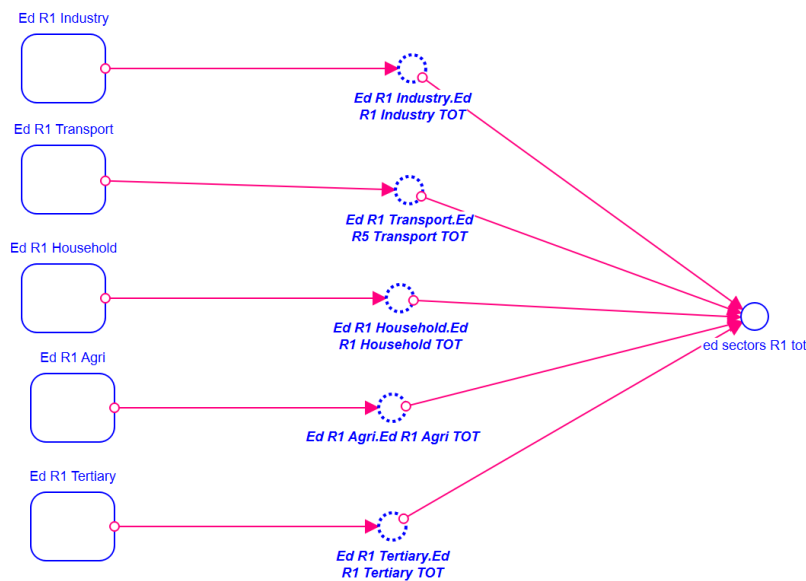 Ed R1 Industry
Ed R1 Industry.Ed
R1 Industry TOT
Ed R1 Transport
Ed R1 Transport.Ed
R5 Transport TOT
Ed R1 Household
Ed R1 Household.Ed
R1 Household TOT
ed sectors R1 tot
Ed R1 Agri
Ed R1 Agri.Ed R1 Agri TOT
Ed R1 Tertiary
Ed R1 Tertiary.Ed
R1 Tertiary TOT